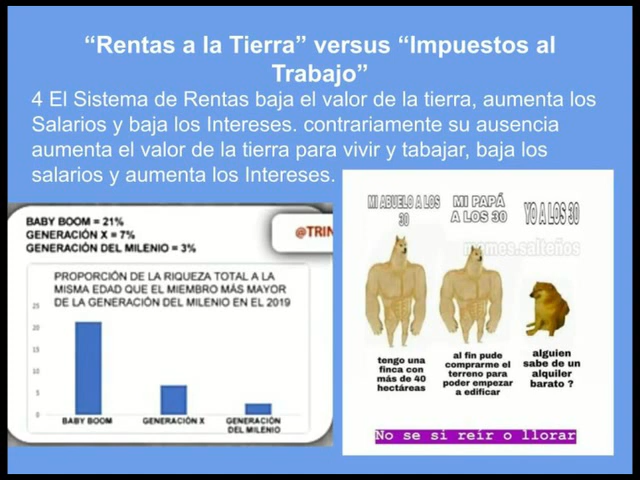 “Rentas a la Tierra” versus “Impuestos al
Trabajo”
4 El Sistema de Rentas baja el valor de la tierra, aumenta los
Salarios y baja los Intereses. contrariamente su ausencia
aumenta el valor de la tierra para vivir y tabajar, baja los
salarios y aumenta los Intereses.
BABY BOOM = 21%
GENERACIÓN X = 7%
GENERACIÓN DEL MILENIO = 3%
@TRIN
PROPORCIÓN DE LA RIQUEZA TOTAL A LA
MISMA EDAD QUE EL MIEMBRO MÁS MAYOR
DE LA GENERACIÓN DEL MILENIO EN EL 2019
25
20
15
10
5
0
BABY BOOM
GENERACIÓN X
GENERACIÓN
DEL MILENIO
MI ABUELO A LOS
30
MI PAPÁ
A LOS 30
YO A LOS 30
memes.salteños
tengo una
finca con
más de 40
hectáreas
al fin pude
comprarme el
terreno para
poder empezar
a edificar
alguien
sabe de un
alquiler
barato ?
No se si reír o llorar